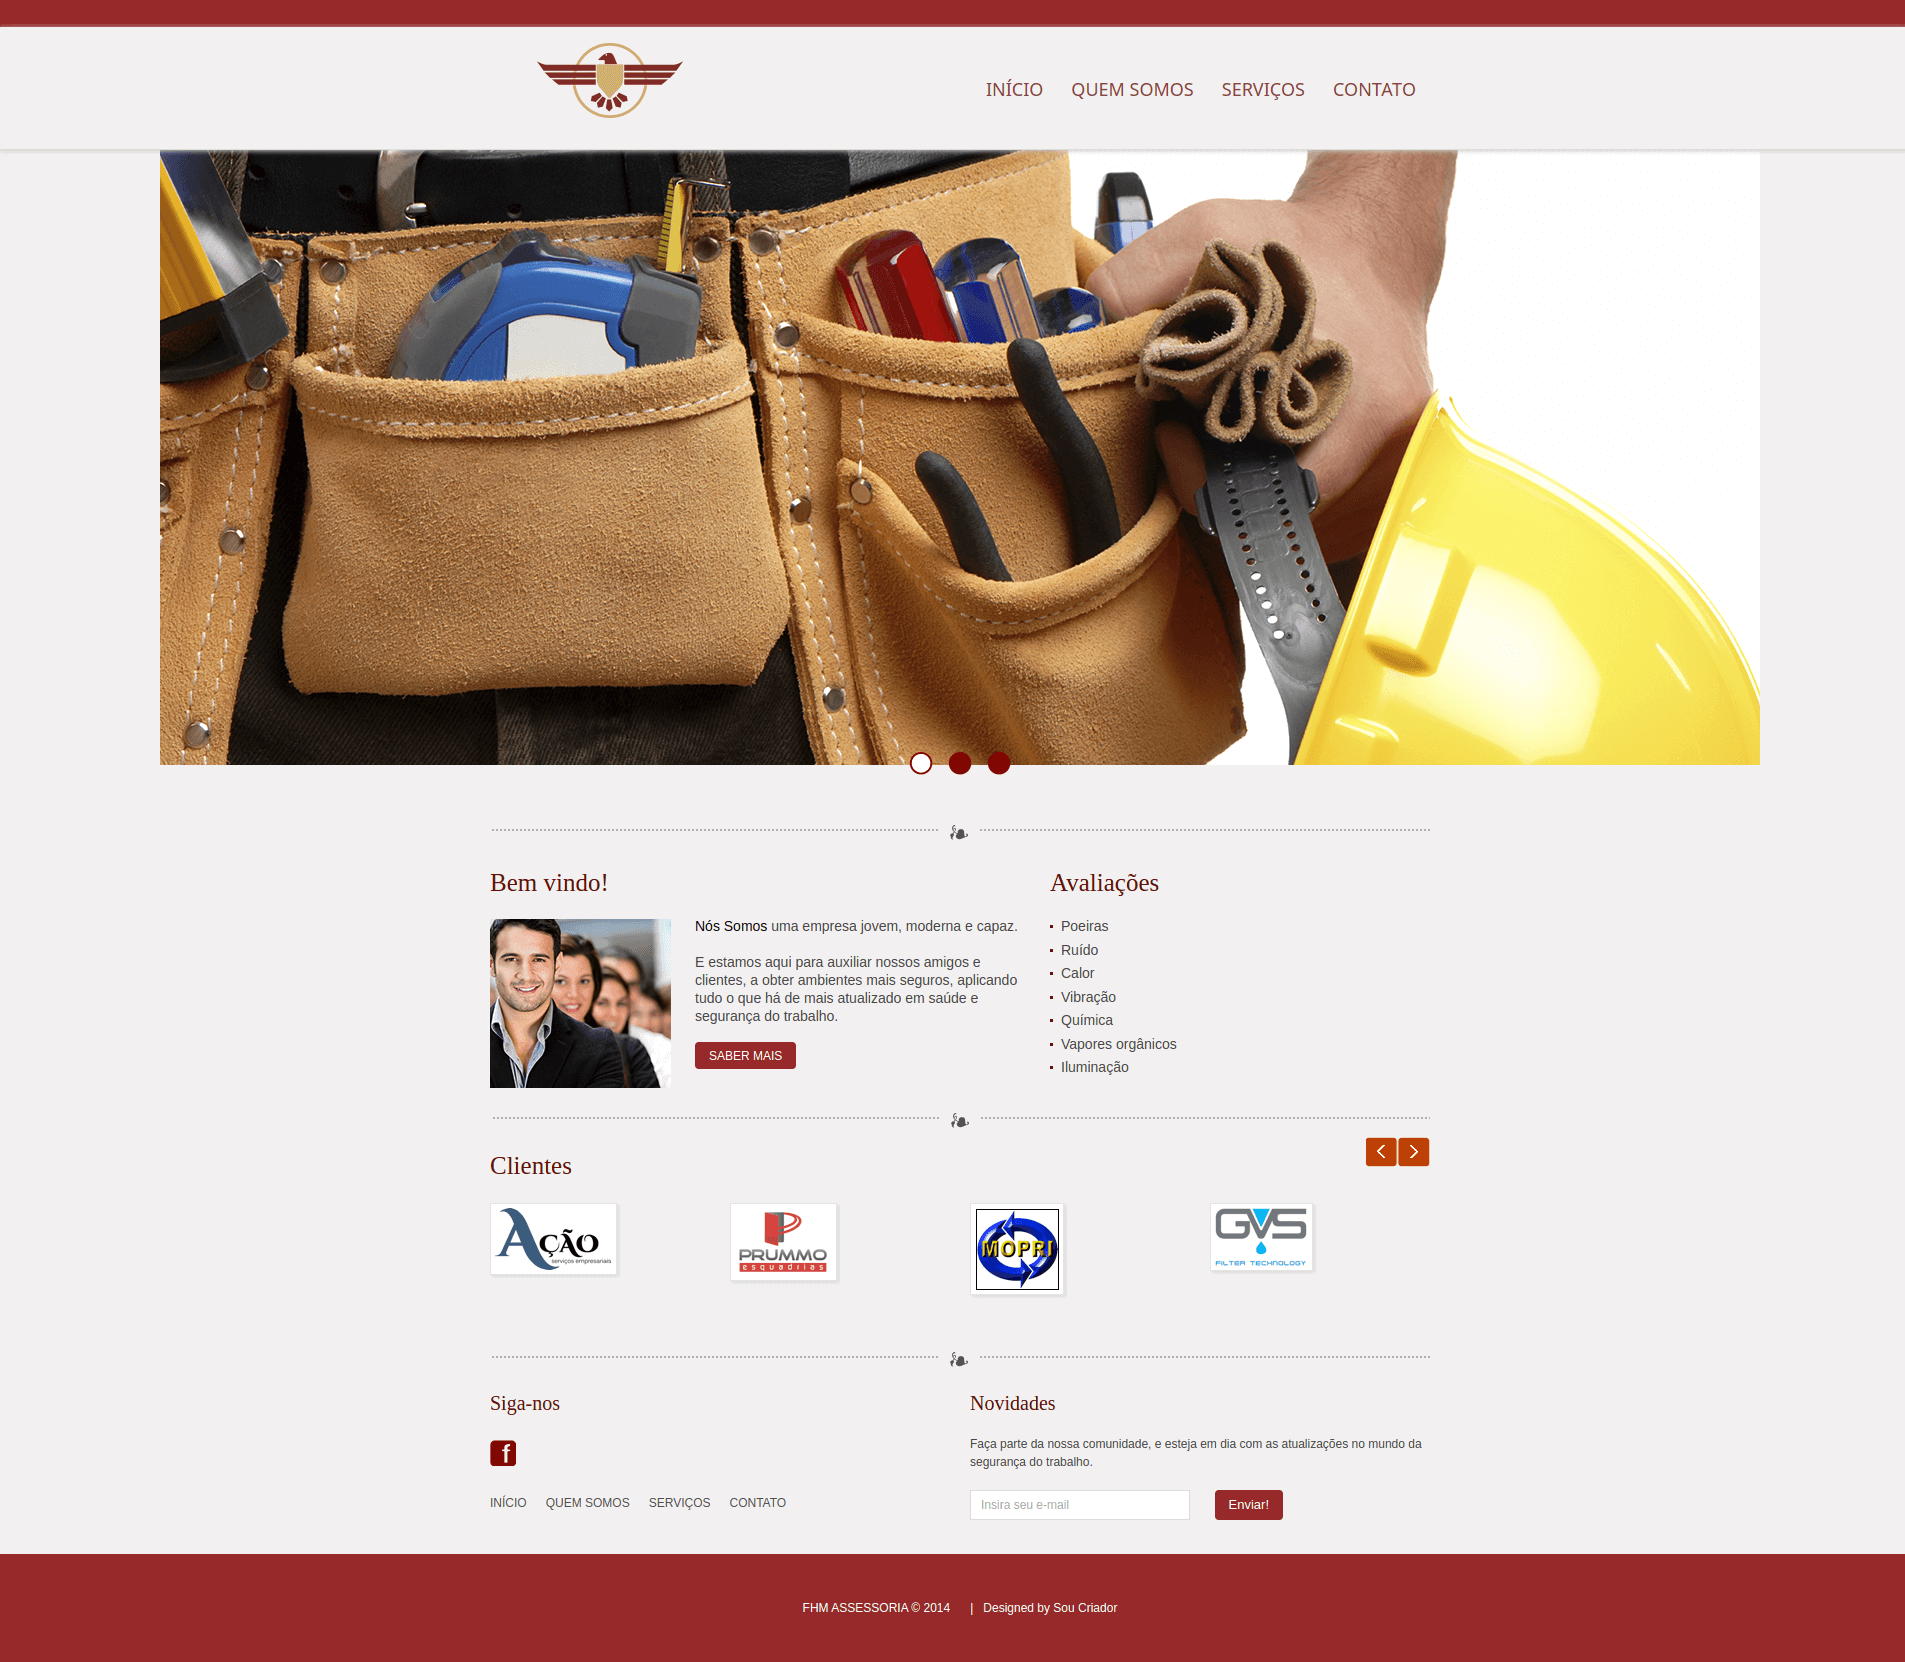 INÍCIO QUEM SOMOS SERVIÇOS CONTATO
Bem vindo!
Nós Somos uma empresa jovem, moderna e capaz.
E estamos aqui para auxiliar nossos amigos e
clientes, a obter ambientes mais seguros, aplicando
tudo o que há de mais atualizado em saúde e
segurança do trabalho.
SABER MAIS
Avaliações
Poeiras
Ruído
Calor
Vibração
Química
Vapores orgânicos
Iluminação
Clientes
AÇÃO
serviços empresariais
PRUMMO
esquadrias
MOPRI
GVS
FILTER TECHNOLOGY
Siga-nos
f
INÍCIO QUEM SOMOS SERVIÇOS CONTATO
Novidades
Faça parte da nossa comunidade, e esteja em dia com as atualizações no mundo da
segurança do trabalho.
Insira seu e-mail
Enviar!
FHM ASSESSORIA © 2014 | Designed by Sou Criador